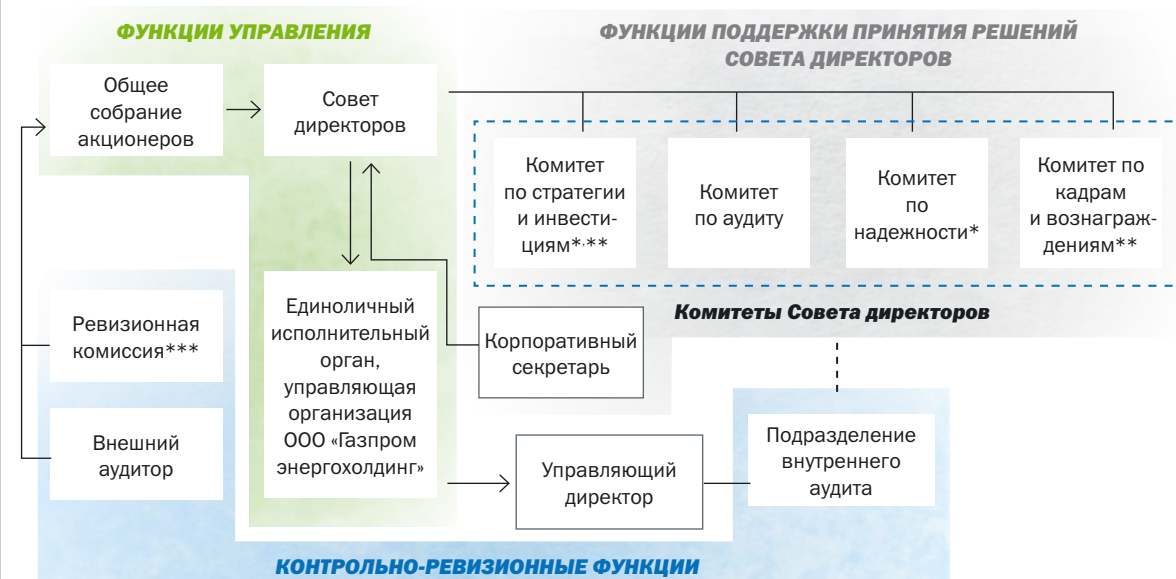 ФУНКЦИИ УПРАВЛЕНИЯ
ФУНКЦИИ ПОДДЕРЖКИ ПРИНЯТИЯ РЕШЕНИЙ
СОВЕТА ДИРЕКТОРОВ
Общее
собрание
акционеров
Совет
директоров
Комитет
по стратегии
и инвести-
циям*,**
Комитет
по аудиту
Комитет
по
надежности*
Комитет по
кадрам
и вознаграж-
дениям**
Комитеты Совета директоров
Ревизионная
комиссия***
Единоличный
исполнительный
орган,
управляющая
организация
ООО «Газпром
энергохолдинг»
Корпоративный
секретарь
Внешний
аудитор
Управляющий
директор
Подразделение
внутреннего
аудита
КОНТРОЛЬНО-РЕВИЗИОННЫЕ ФУНКЦИИ